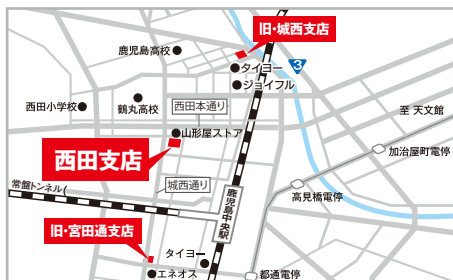 旧・城西支店
鹿児島高校
タイヨー
3
ジョイフル
西田小学校
鶴丸高校
西田本通り
至 天文館
山形屋ストア
西田支店
加治屋町電停
城西通り
常盤トンネル
鹿児島中央駅
高見橋電停
旧・宮田通支店
タイヨー
エネオス
都通電停